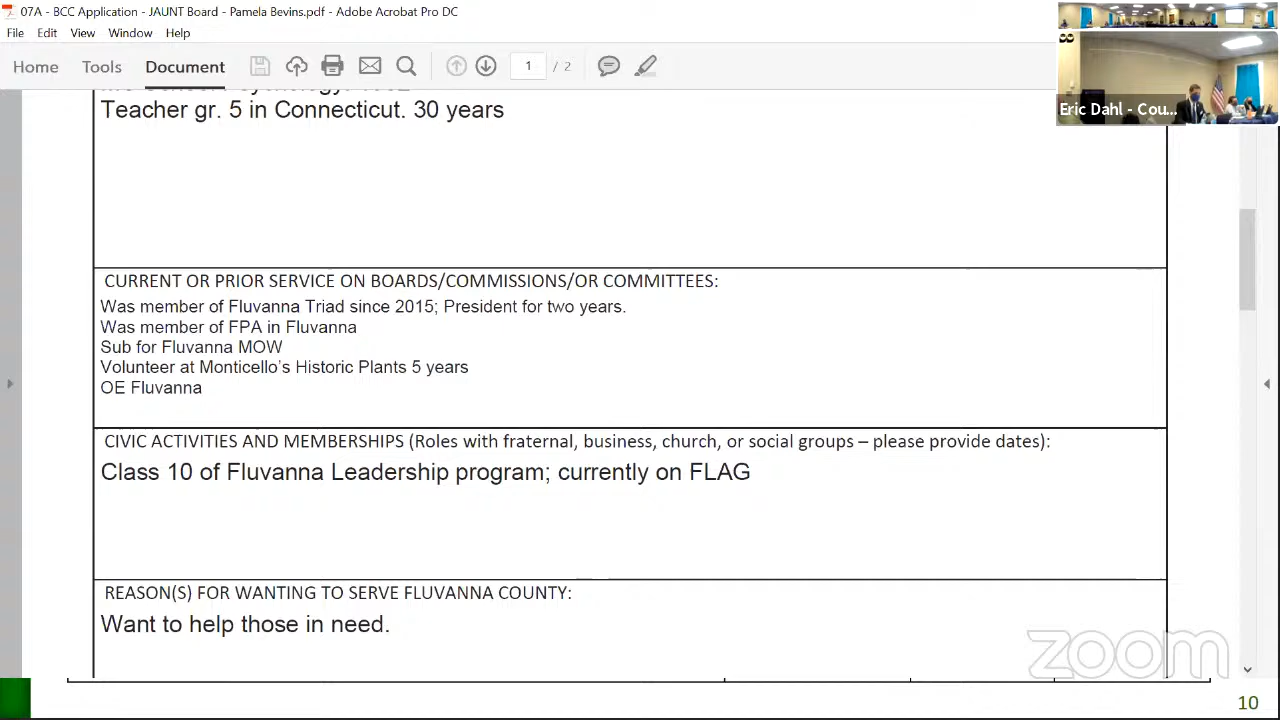 07A - BCC Application - JAUNT Board - Pamela Bevins.pdf - Adobe Acrobat Pro DC
File Edit View Window Help
Home Tools Document 1 / 2
Eric Dahl - Cou...
Teacher gr. 5 in Connecticut. 30 years
CURRENT OR PRIOR SERVICE ON BOARDS/COMMISSIONS/OR COMMITTEES:
Was member of Fluvanna Triad since 2015; President for two years.
Was member of FPA in Fluvanna
Sub for Fluvanna MOW
Volunteer at Monticello's Historic Plants 5 years
OE Fluvanna
CIVIC ACTIVITIES AND MEMBERSHIPS (Roles with fraternal, business, church, or social groups – please provide dates):
Class 10 of Fluvanna Leadership program; currently on FLAG
REASON(S) FOR WANTING TO SERVE FLUVANNA COUNTY:
Want to help those in need.
zoom
10